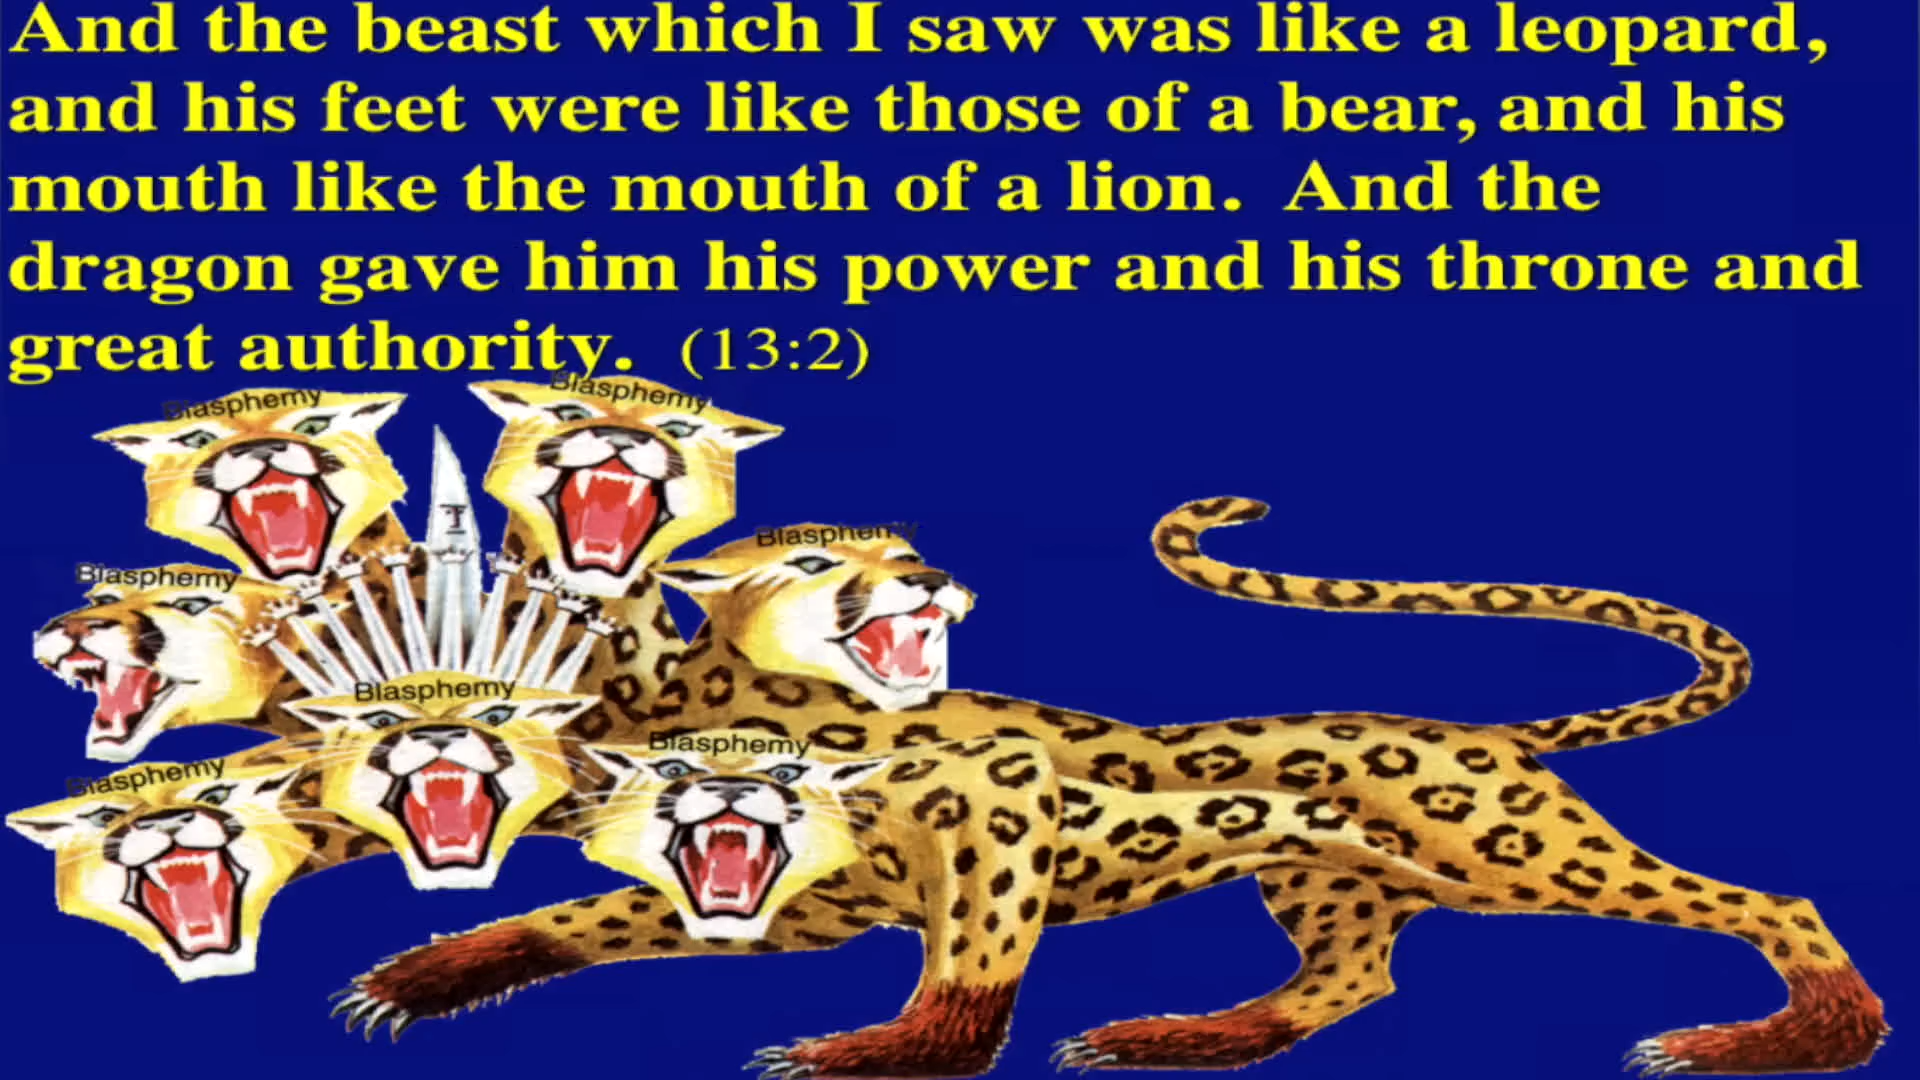 And the beast which I saw was like a leopard,
and his feet were like those of a bear, and his
mouth like the mouth of a lion. And the
dragon gave him his power and his throne and
great authority. (13:2)
Blasphemy
Blasphemy
Blasphemy
Blasphemy
Blasphemy
Blasphemy
Blasphemy